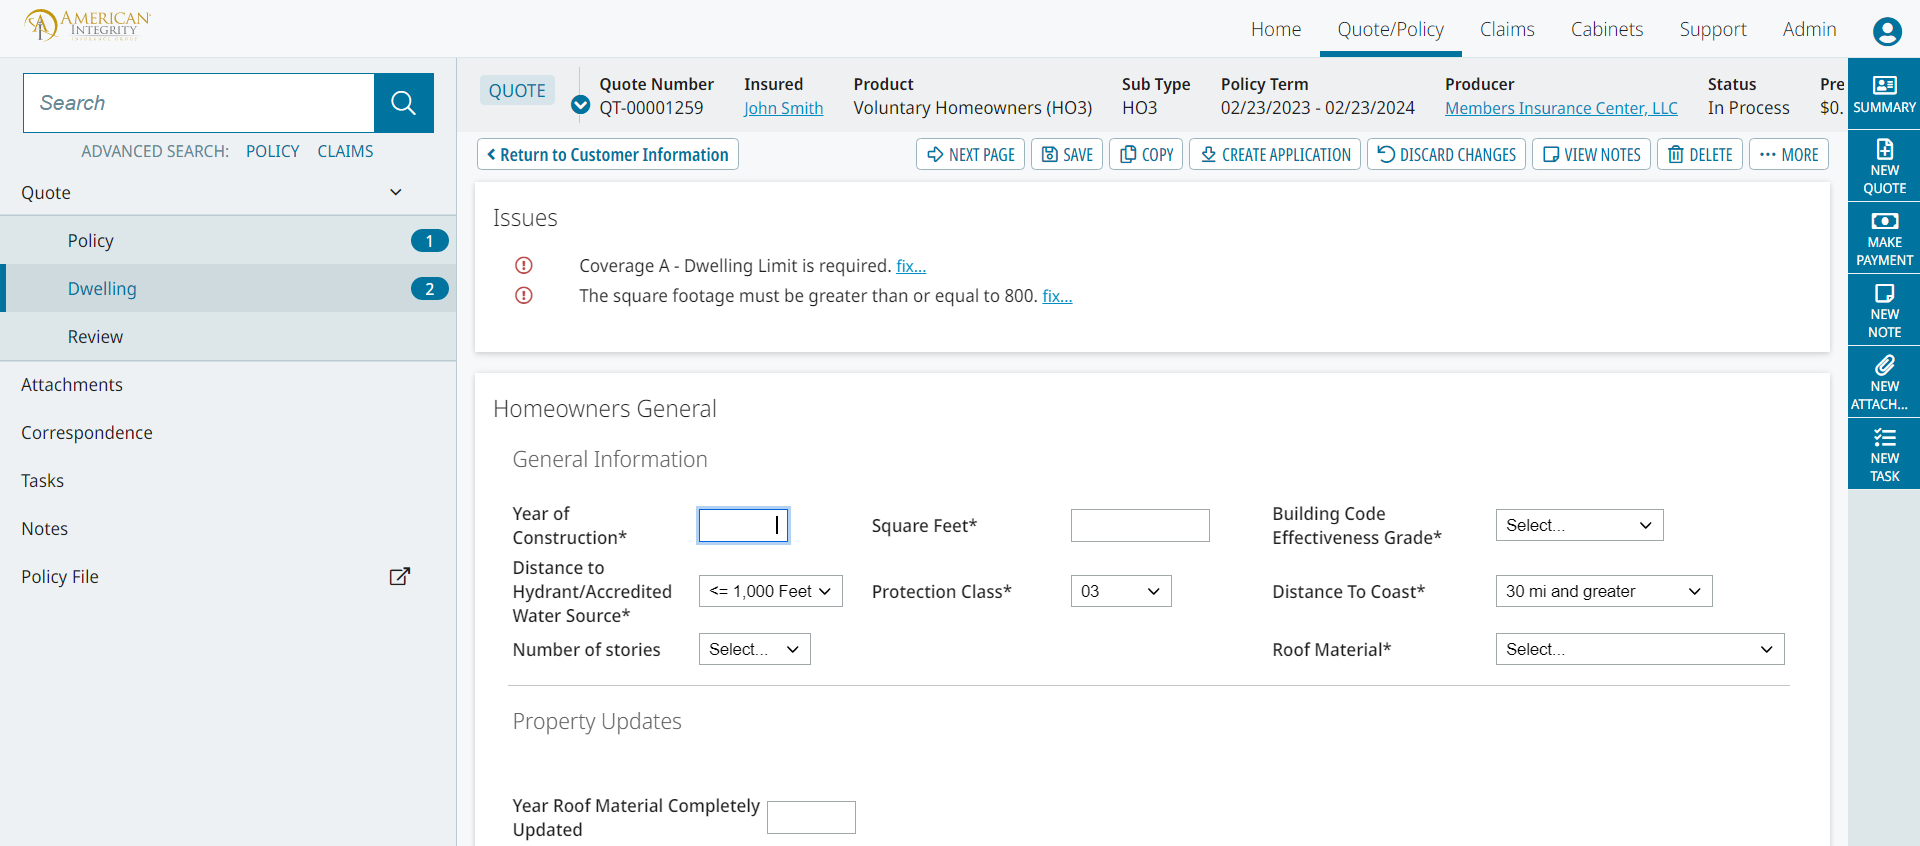 AMERICAN
INTEGRITY
INSURANCE GROUP
Home
Quote/Policy
Claims
Cabinets
Support
Admin
Search
ADVANCED SEARCH: POLICY CLAIMS
Quote
Policy 1
Dwelling 2
Review
Attachments
Correspondence
Tasks
Notes
Policy File
QUOTE
Quote Number
QT-00001259
Insured
John Smith
Product
Voluntary Homeowners (HO3)
Sub Type
HO3
Policy Term
02/23/2023 - 02/23/2024
Producer
Members Insurance Center, LLC
Status
In Process
Pre
$0.
Return to Customer Information
NEXT PAGE
SAVE
COPY
CREATE APPLICATION
DISCARD CHANGES
VIEW NOTES
DELETE
MORE
Issues
Coverage A - Dwelling Limit is required. fix...
The square footage must be greater than or equal to 800. fix...
Homeowners General
General Information
Year of
Construction*
Square Feet*
Building Code
Effectiveness Grade*
Select...
Distance to
Hydrant/Accredited
Water Source*
<= 1,000 Feet
Protection Class*
03
Distance To Coast*
30 mi and greater
Number of stories
Select...
Roof Material*
Select...
Property Updates
Year Roof Material Completely
Updated
SUMMARY
NEW
QUOTE
MAKE
PAYMENT
NEW
NOTE
NEW
ATTACH...
NEW
TASK